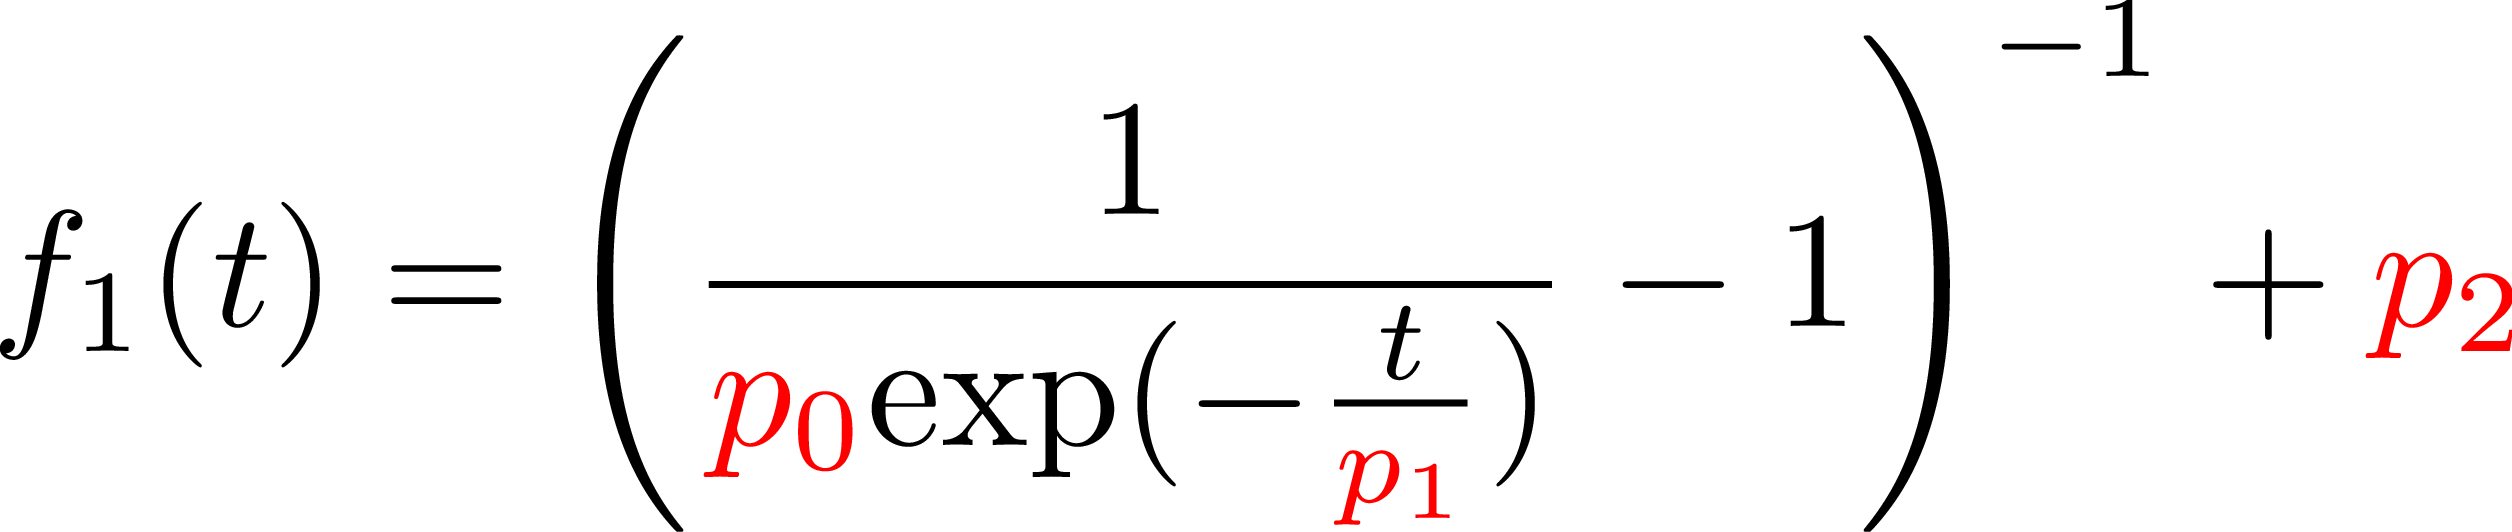 f_1(t) = \left( \frac{1}{p_0 \exp(-\frac{t}{p_1})} - 1 \right)^{-1} + p_2